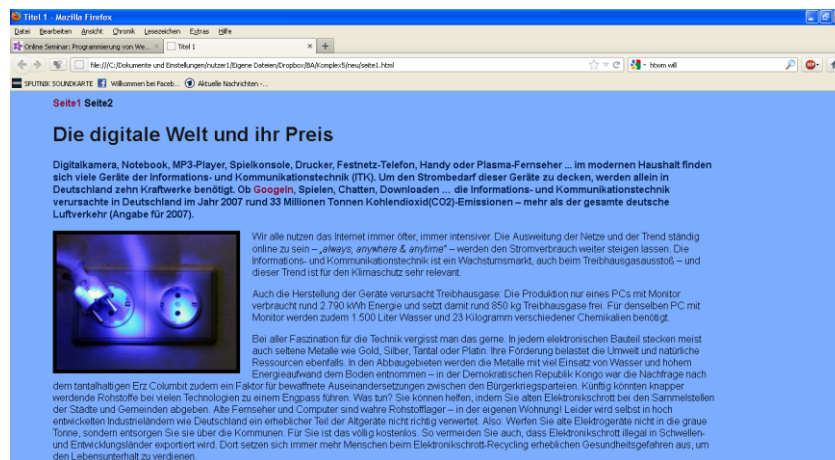 Titel 1 - Mozilla Firefox
Datei Bearbeiten Ansicht Chronik Lesezeichen Extras Hilfe
Online Seminar: Programmierung von We... × Titel 1 × +
file:///C:/Dokumente und Einstellungen/nutzer1/Eigene Dateien/Dropbox/BA/Komplex5/neu/seite1.html
SPUTNIK SOUNDKARTE Willkommen bei Faceb... Aktuelle Nachrichten -...
Seite1 Seite2
Die digitale Welt und ihr Preis
Digitalkamera, Notebook, MP3-Player, Spielkonsole, Drucker, Festnetz-Telefon, Handy oder Plasma-Fernseher ... im modernen Haushalt finden
sich viele Geräte der Informations- und Kommunikationstechnik (ITK). Um den Strombedarf dieser Geräte zu decken, werden allein in
Deutschland zehn Kraftwerke benötigt. Ob Googeln, Spielen, Chatten, Downloaden … die Informations- und Kommunikationstechnik
verursachte in Deutschland im Jahr 2007 rund 33 Millionen Tonnen Kohlendioxid(CO2)-Emissionen – mehr als der gesamte deutsche
Luftverkehr (Angabe für 2007).
Wir alle nutzen das Internet immer öfter, immer intensiver. Die Ausweitung der Netze und der Trend ständig
online zu sein – „always, anywhere & anytime“ – werden den Stromverbrauch weiter steigen lassen. Die
Informations- und Kommunikationstechnik ist ein Wachstumsmarkt, auch beim Treibhausgasausstoß – und
dieser Trend ist für den Klimaschutz sehr relevant.
Auch die Herstellung der Geräte verursacht Treibhausgase: Die Produktion nur eines PCs mit Monitor
verbraucht rund 2.790 kWh Energie und setzt damit rund 850 kg Treibhausgase frei. Für denselben PC mit
Monitor werden zudem 1.500 Liter Wasser und 23 Kilogramm verschiedener Chemikalien benötigt.
Bei aller Faszination für die Technik vergisst man das gerne. In jedem elektronischen Bauteil stecken meist
auch seltene Metalle wie Gold, Silber, Tantal oder Platin. Ihre Förderung belastet die Umwelt und natürliche
Ressourcen ebenfalls. In den Abbaugebieten werden die Metalle mit viel Einsatz von Wasser und hohem
Energieaufwand dem Boden entnommen – in der Demokratischen Republik Kongo war die Nachfrage nach
dem tantalhaltigen Erz Columbit zudem ein Faktor für bewaffnete Auseinandersetzungen zwischen den Bürgerkriegsparteien. Künftig könnten knapper
werdende Rohstoffe bei vielen Technologien zu einem Engpass führen. Was tun? Sie können helfen, indem Sie alten Elektronikschrott bei den Sammelstellen
der Städte und Gemeinden abgeben. Alte Fernseher und Computer sind wahre Rohstofflager – in der eigenen Wohnung! Leider wird selbst in hoch
entwickelten Industrieländern wie Deutschland ein erheblicher Teil der Altgeräte nicht richtig verwertet. Also: Werfen Sie alte Elektrogeräte nicht in die graue
Tonne, sondern entsorgen Sie sie über die Kommunen. Für Sie ist das völlig kostenlos. So vermeiden Sie auch, dass Elektronikschrott illegal in Schwellen-
und Entwicklungsländer exportiert wird. Dort setzen sich immer mehr Menschen beim Elektronikschrott-Recycling erheblichen Gesundheitsgefahren aus, um
den Lebensunterhalt zu verdienen.